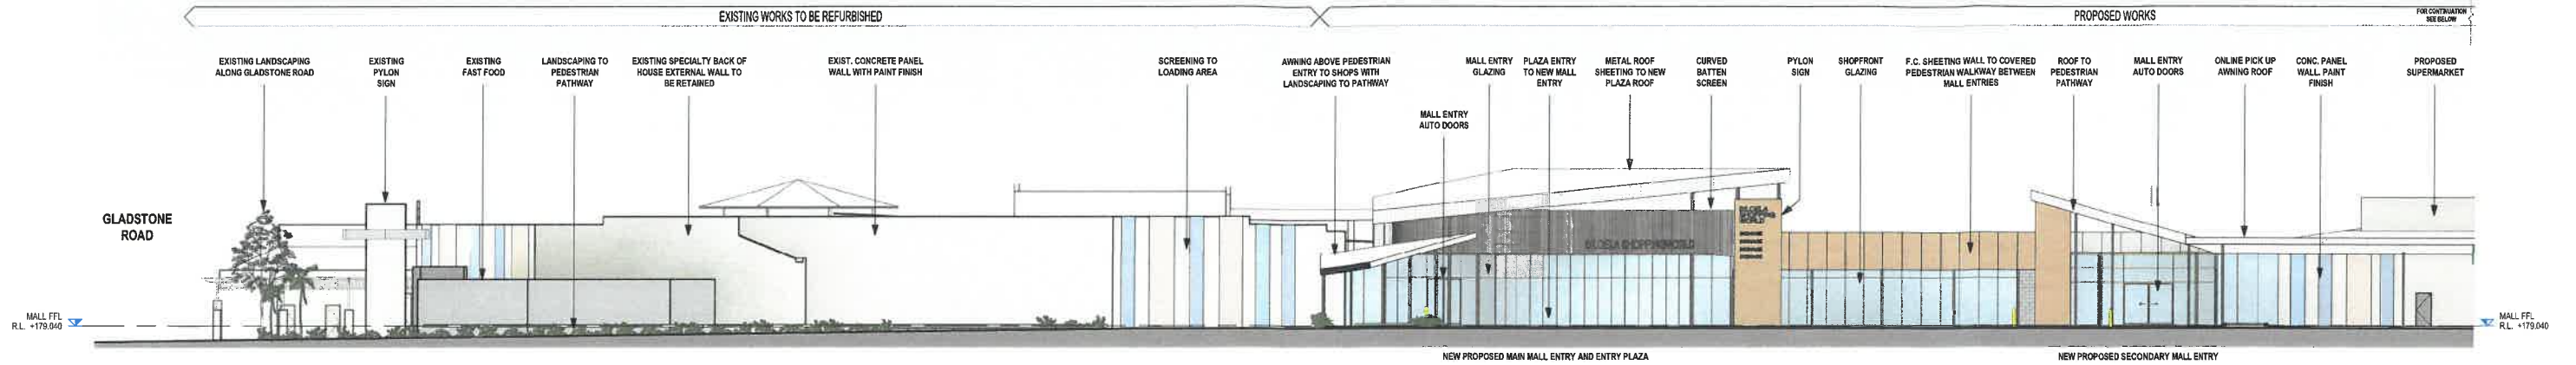 EXISTING WORKS TO BE REFURBISHED
PROPOSED WORKS
FOR CONTINUATION
SEE BELOW
EXISTING LANDSCAPING
ALONG GLADSTONE ROAD
EXISTING
PYLON
SIGN
EXISTING
FAST FOOD
LANDSCAPING TO
PEDESTRIAN
PATHWAY
EXISTING SPECIALTY BACK OF
HOUSE EXTERNAL WALL TO
BE RETAINED
EXIST. CONCRETE PANEL
WALL WITH PAINT FINISH
SCREENING TO
LOADING AREA
AWNING ABOVE PEDESTRIAN
ENTRY TO SHOPS WITH
LANDSCAPING TO PATHWAY
MALL ENTRY
GLAZING
PLAZA ENTRY
TO NEW MALL
ENTRY
METAL ROOF
SHEETING TO NEW
PLAZA ROOF
CURVED
BATTEN
SCREEN
PYLON
SIGN
SHOPFRONT
GLAZING
F.C. SHEETING WALL TO COVERED
PEDESTRIAN WALKWAY BETWEEN
MALL ENTRIES
ROOF TO
PEDESTRIAN
PATHWAY
MALL ENTRY
AUTO DOORS
ONLINE PICK UP
AWNING ROOF
CONC. PANEL
WALL. PAINT
FINISH
PROPOSED
SUPERMARKET
MALL ENTRY
AUTO DOORS
GLADSTONE
ROAD
BILOELA
SHOPPING
WORLD
BILOELA SHOPPINGWORLD
MALL FFL
R.L. +179.040
MALL FFL
R.L. +179.040
NEW PROPOSED MAIN MALL ENTRY AND ENTRY PLAZA
NEW PROPOSED SECONDARY MALL ENTRY